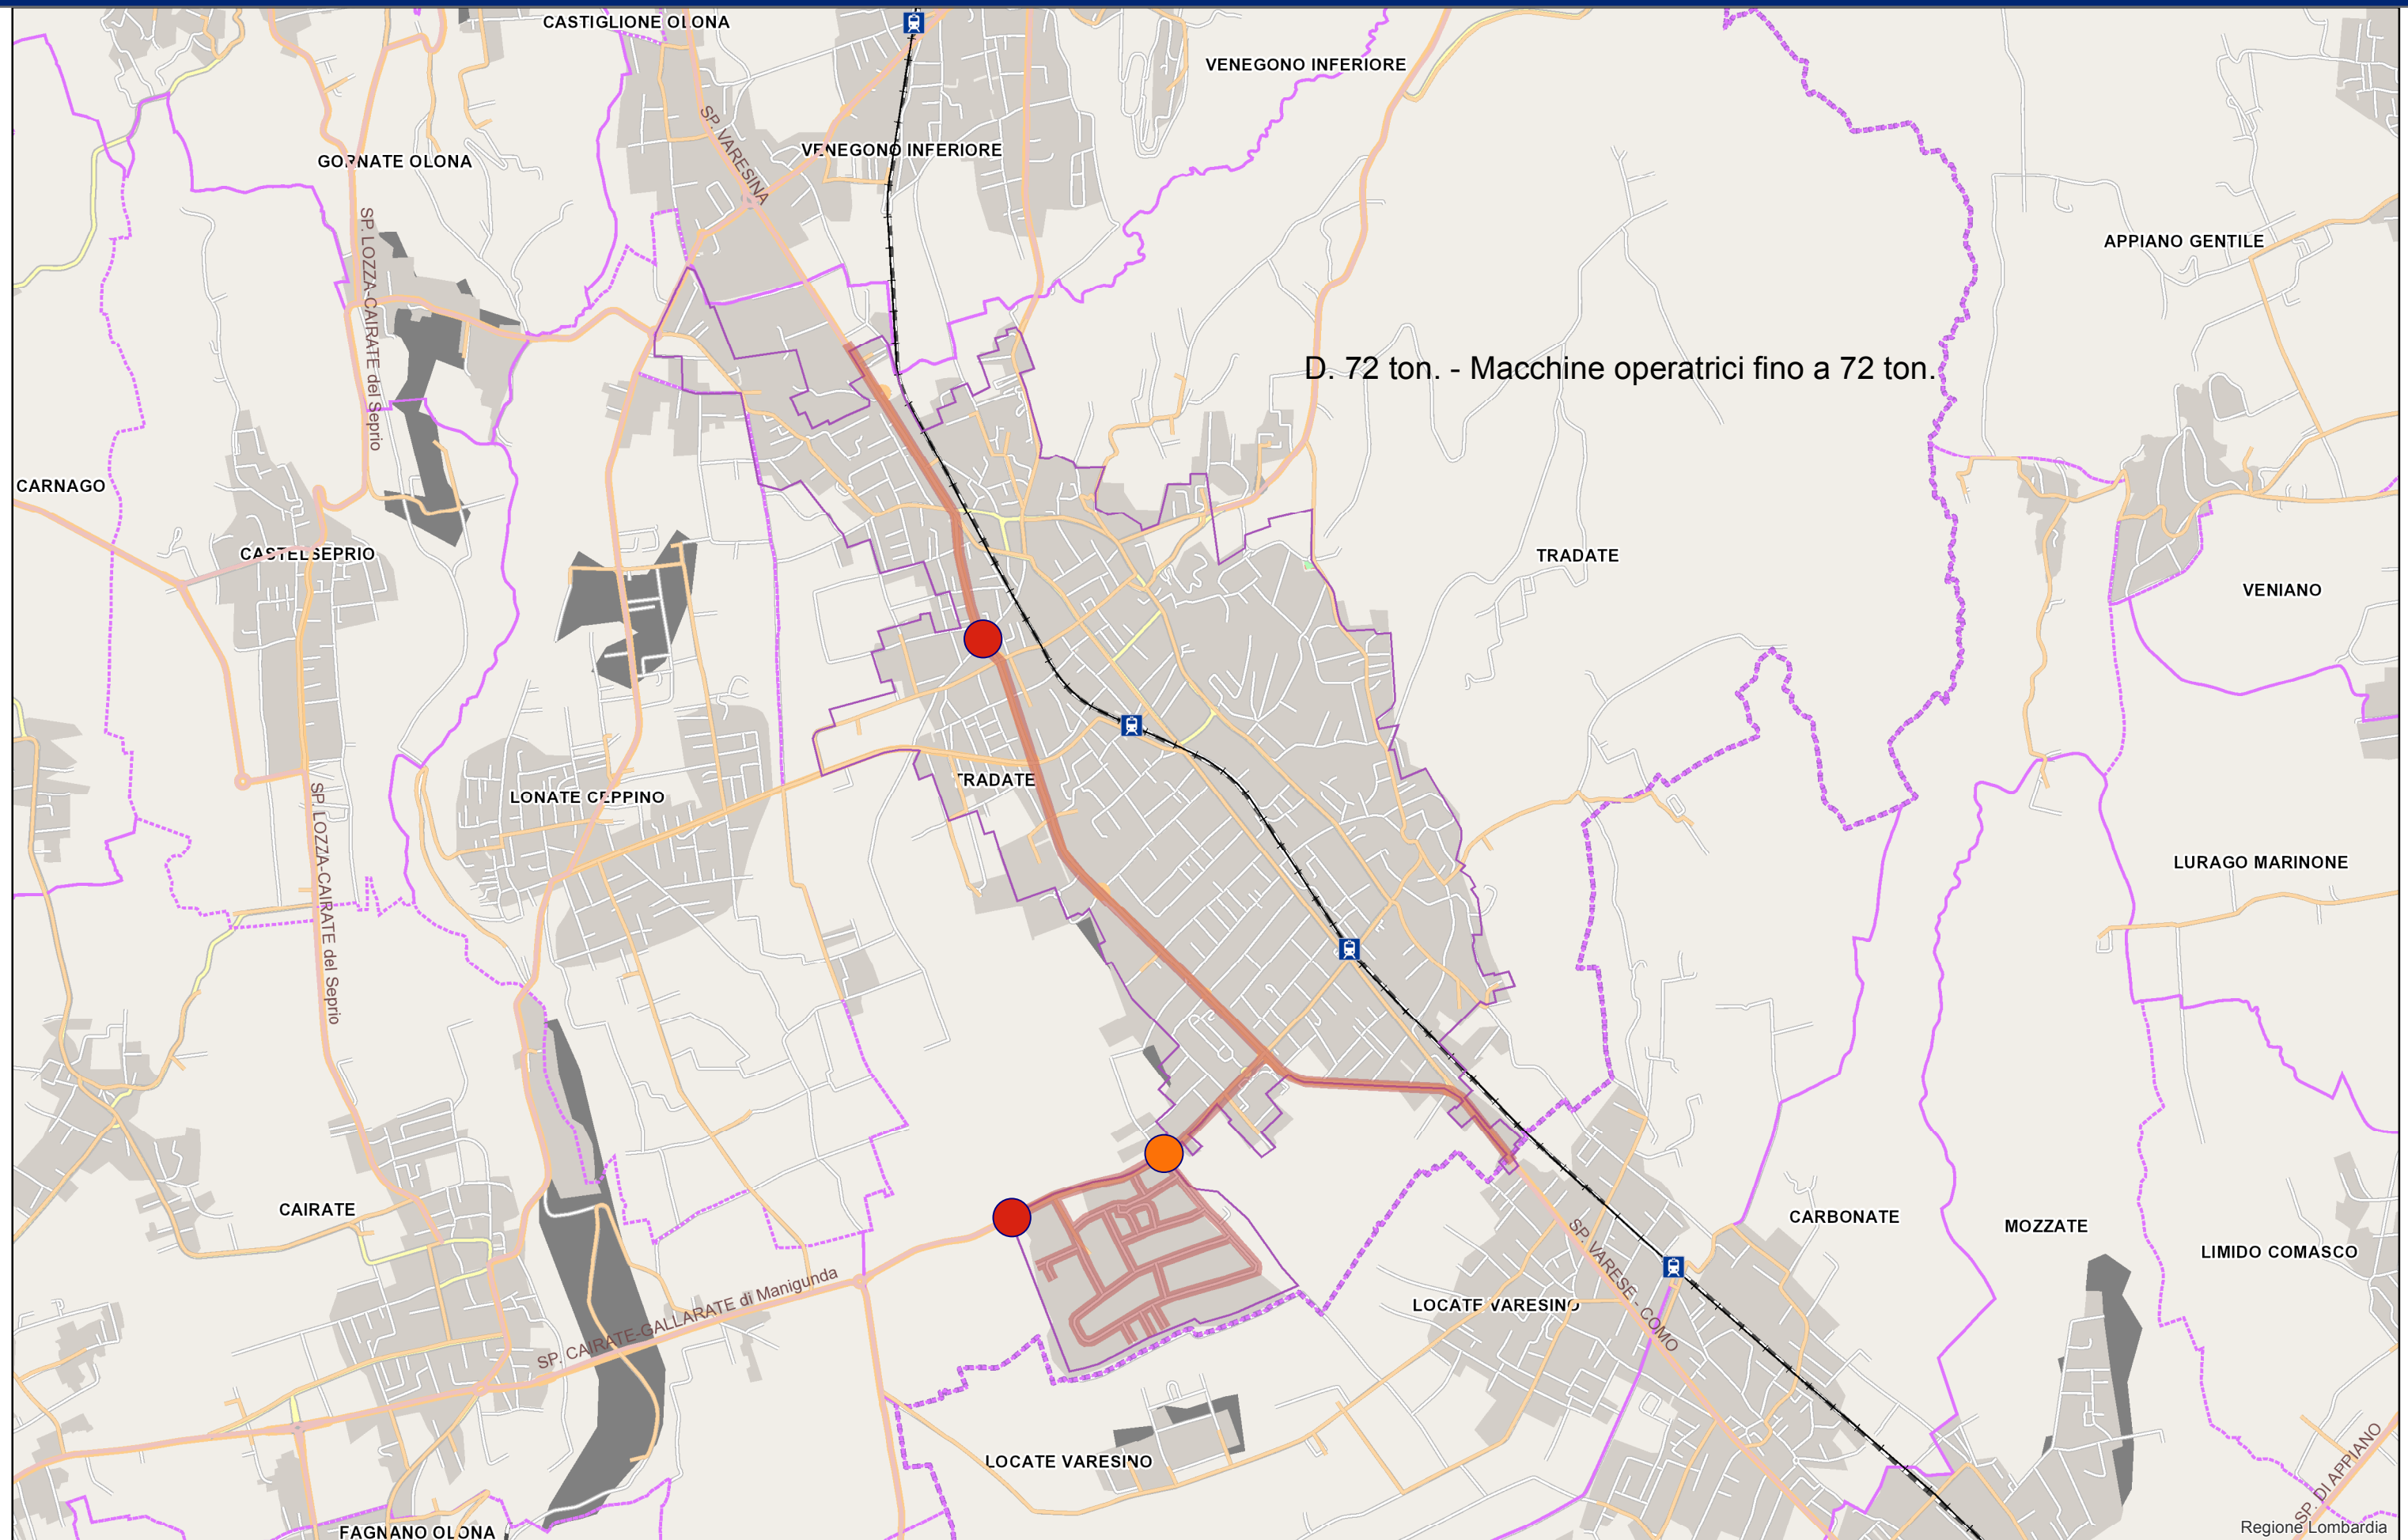 CASTIGLIONE OLONA
VENEGONO INFERIORE
SP. VARESINA
VENEGONO INFERIORE
GORNATE OLONA
SP. LOZZA-CAIRATE del Seprio
APPIANO GENTILE
D. 72 ton. - Macchine operatrici fino a 72 ton.
CARNAGO
CASTELSEPRIO
TRADATE
VENIANO
TRADATE
LONATE CEPPINO
SP. LOZZA-CAIRATE del Seprio
LURAGO MARINONE
CAIRATE
CARBONATE
MOZZATE
LIMIDO COMASCO
SP. CAIRATE-GALLARATE di Manigunda
SP. VARESE - COMO
LOCATE VARESINO
LOCATE VARESINO
SP. DI APPIANO
FAGNANO OLONA
Regione Lombardia